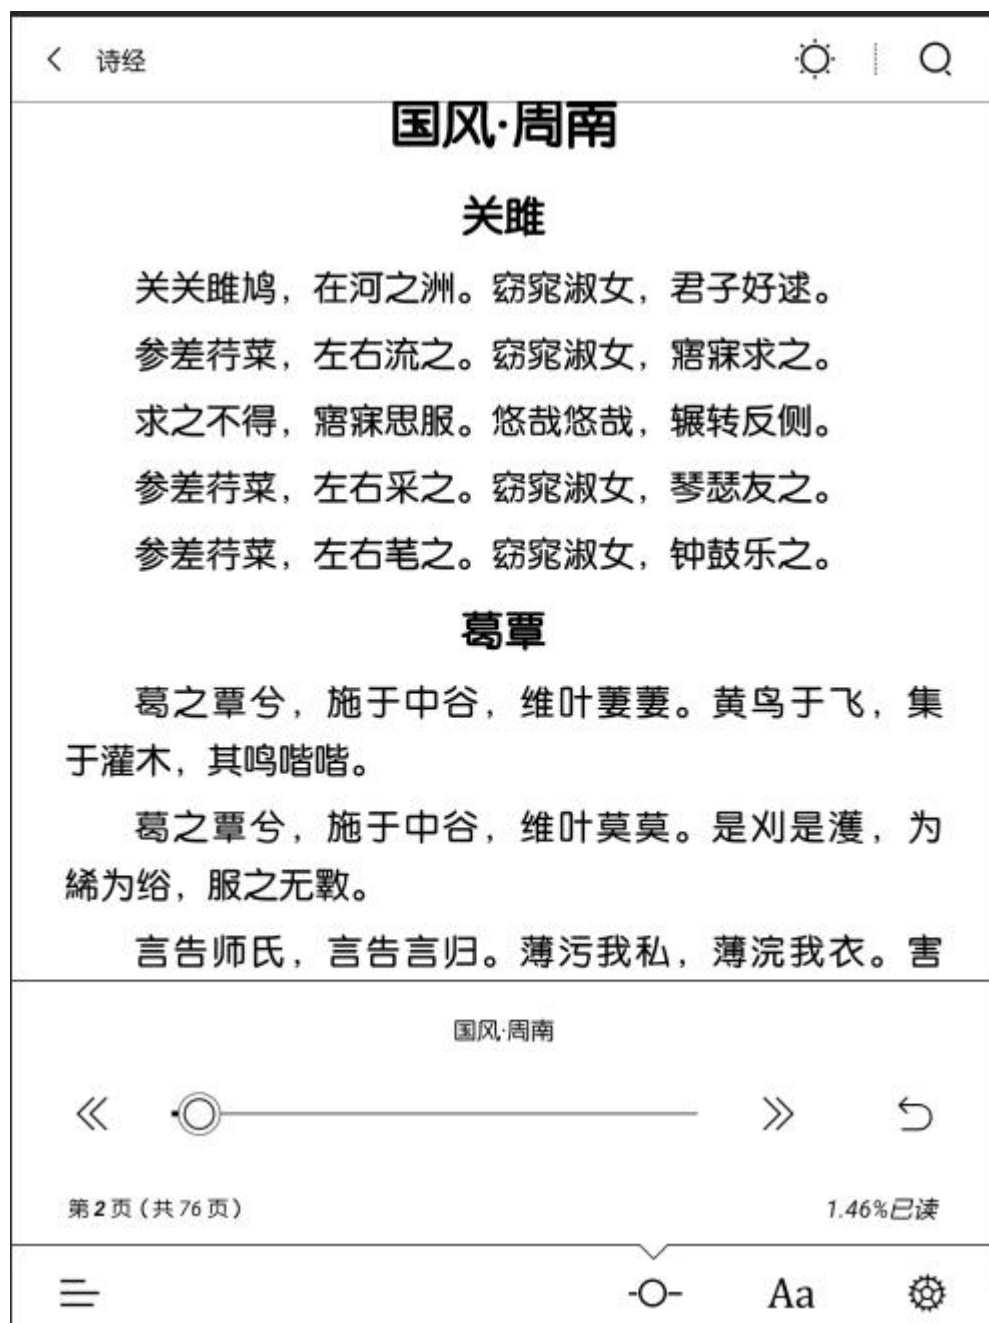 诗经
国风·周南
关雎
关关雎鸠，在河之洲。窈窕淑女，君子好逑。
参差荇菜，左右流之。窈窕淑女，寤寐求之。
求之不得，寤寐思服。悠哉悠哉，辗转反侧。
参差荇菜，左右采之。窈窕淑女，琴瑟友之。
参差荇菜，左右芼之。窈窕淑女，钟鼓乐之。
葛覃
葛之覃兮，施于中谷，维叶萋萋。黄鸟于飞，集
于灌木，其鸣喈喈。
葛之覃兮，施于中谷，维叶莫莫。是刈是濩，为
絺为绤，服之无斁。
言告师氏，言告言归。薄污我私，薄浣我衣。害
国风·周南
第2页（共76页）
1.46%已读
Aa